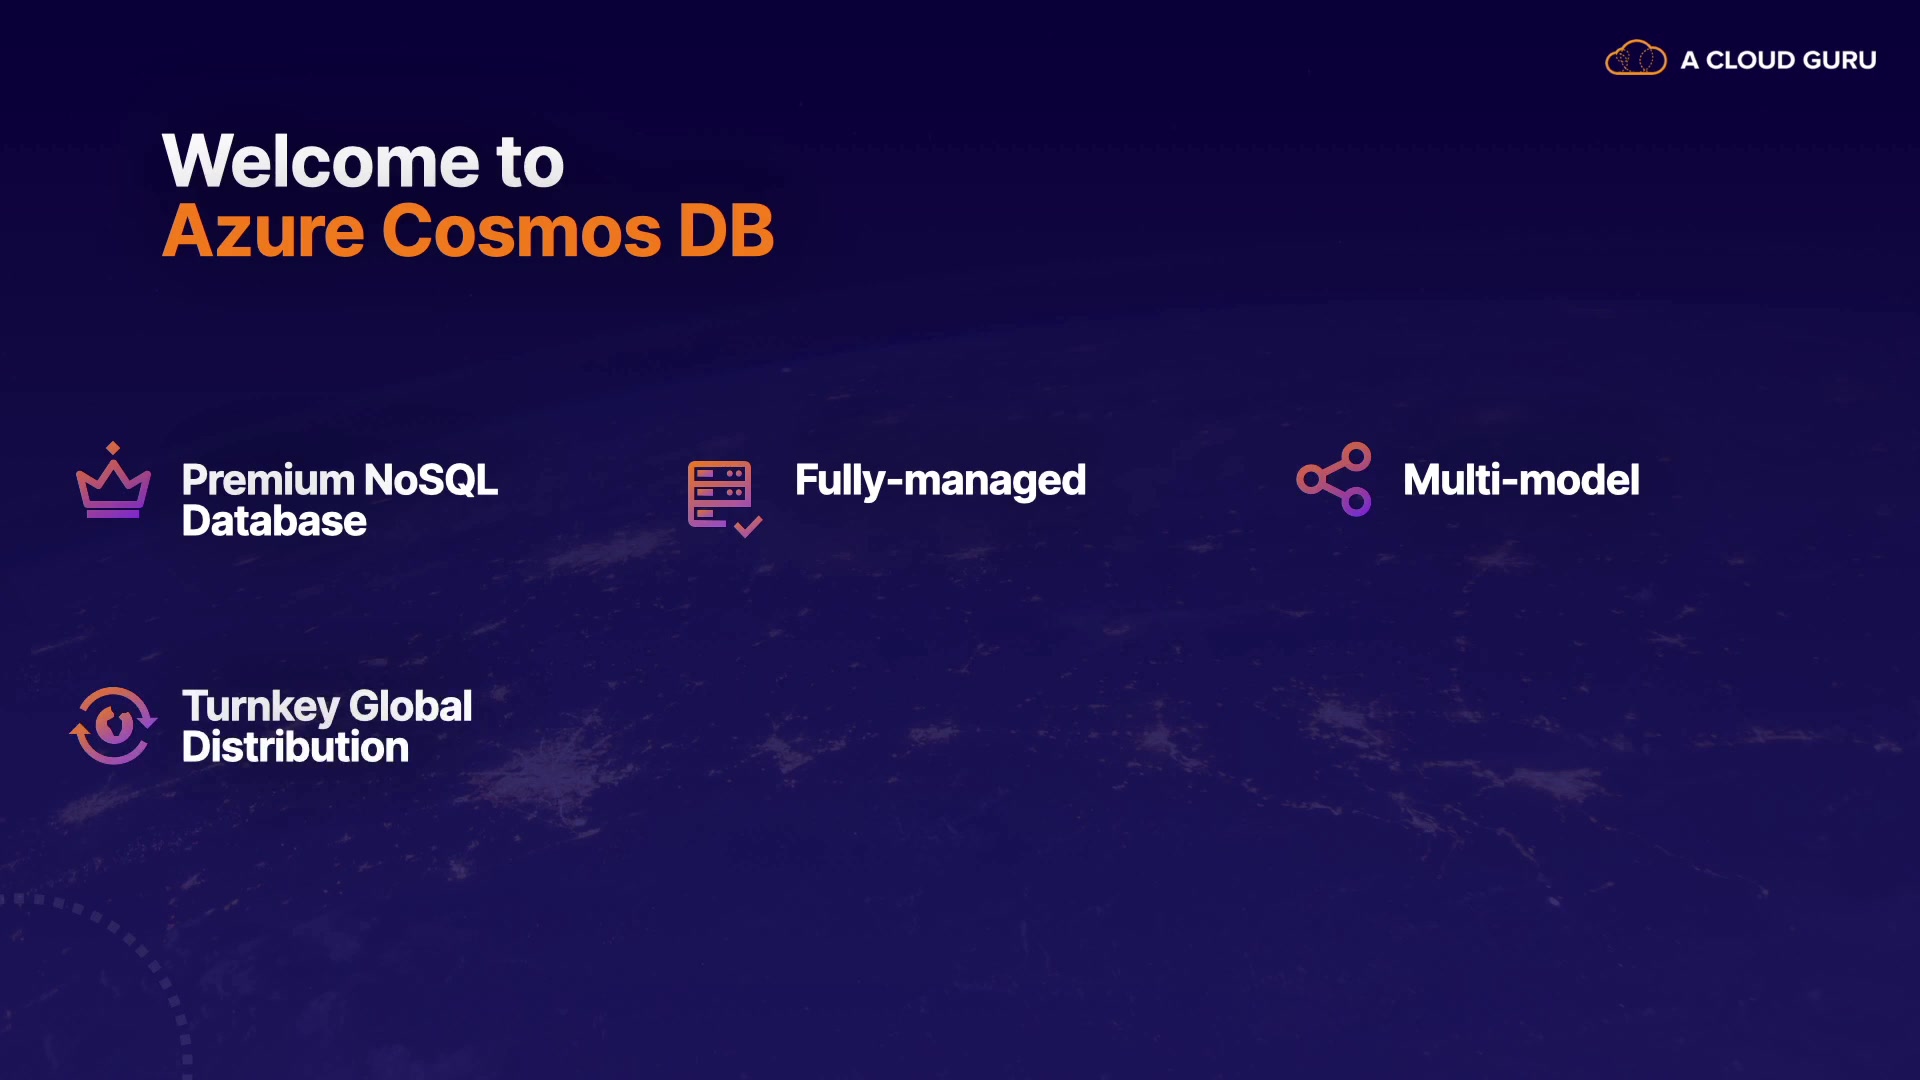 A CLOUD GURU
Welcome to
Azure Cosmos DB
Premium NoSQL
Database
Fully-managed
Multi-model
Turnkey Global
Distribution